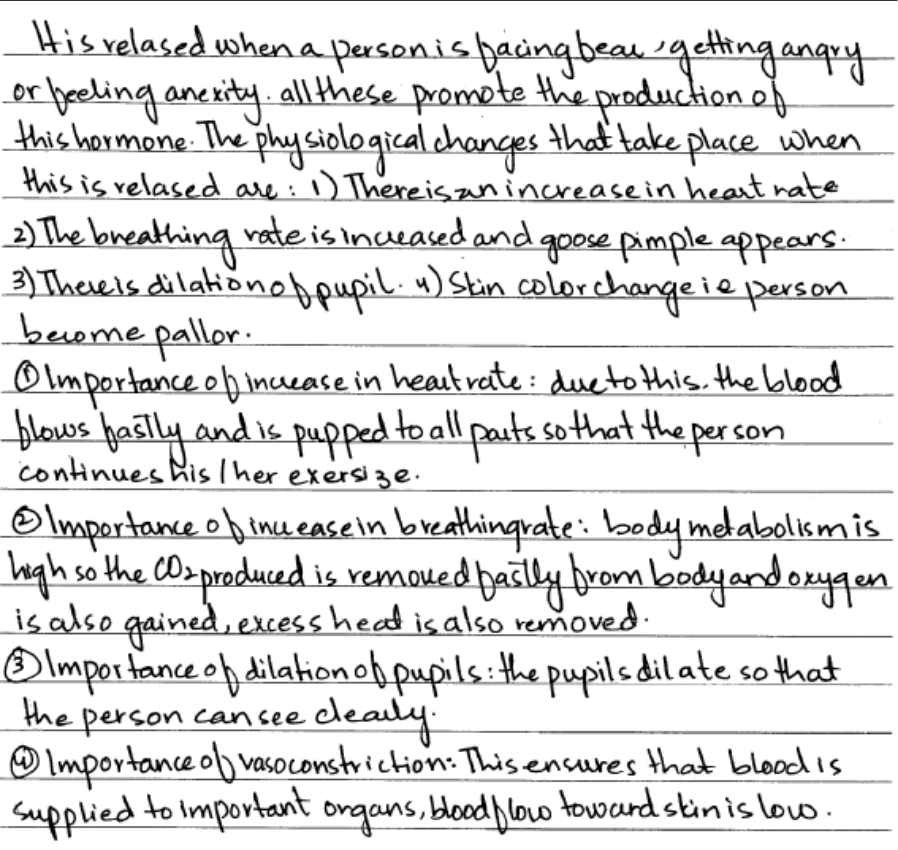 It is relased when a person is facing fear, getting angry
or feeling anexity. all these promote the production of
this hormone. The physiological changes that take place when
this is relased are: 1) There is an increase in heart rate
2) The breathing rate is increased and goose pimple appears.
3) There is dilation of pupil. 4) Skin color change ie person
become pallor.
① Importance of increase in heart rate: due to this. the blood
flows fastly and is pupped to all parts so that the person
continues his/her exersize.
② Importance of increase in breathing rate: body metabolism is
high so the CO₂ produced is removed fastly from body and oxygen
is also gained, excess heat is also removed.
③ Importance of dilation of pupils: the pupils dilate so that
the person can see clearly.
④ Importance of vasoconstriction: This ensures that blood is
supplied to important organs, blood flow toward skin is low.